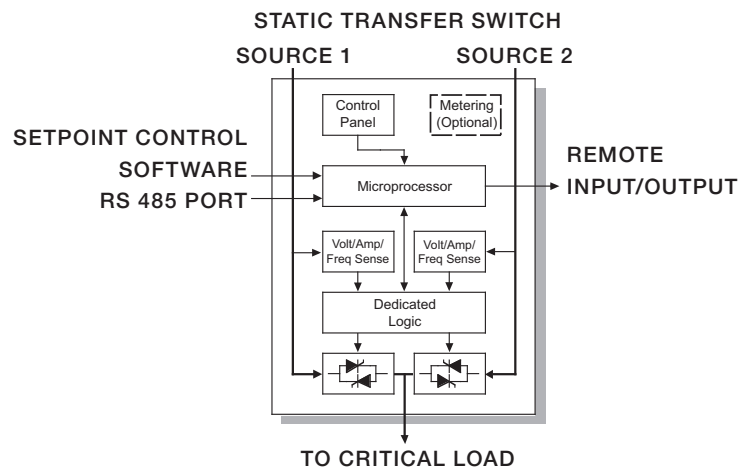 STATIC TRANSFER SWITCH
SOURCE 1
SOURCE 2
Control
Panel
Metering
(Optional)
SETPOINT CONTROL
SOFTWARE
RS 485 PORT
Microprocessor
REMOTE
INPUT/OUTPUT
Volt/Amp/
Freq Sense
Volt/Amp/
Freq Sense
Dedicated
Logic
TO CRITICAL LOAD